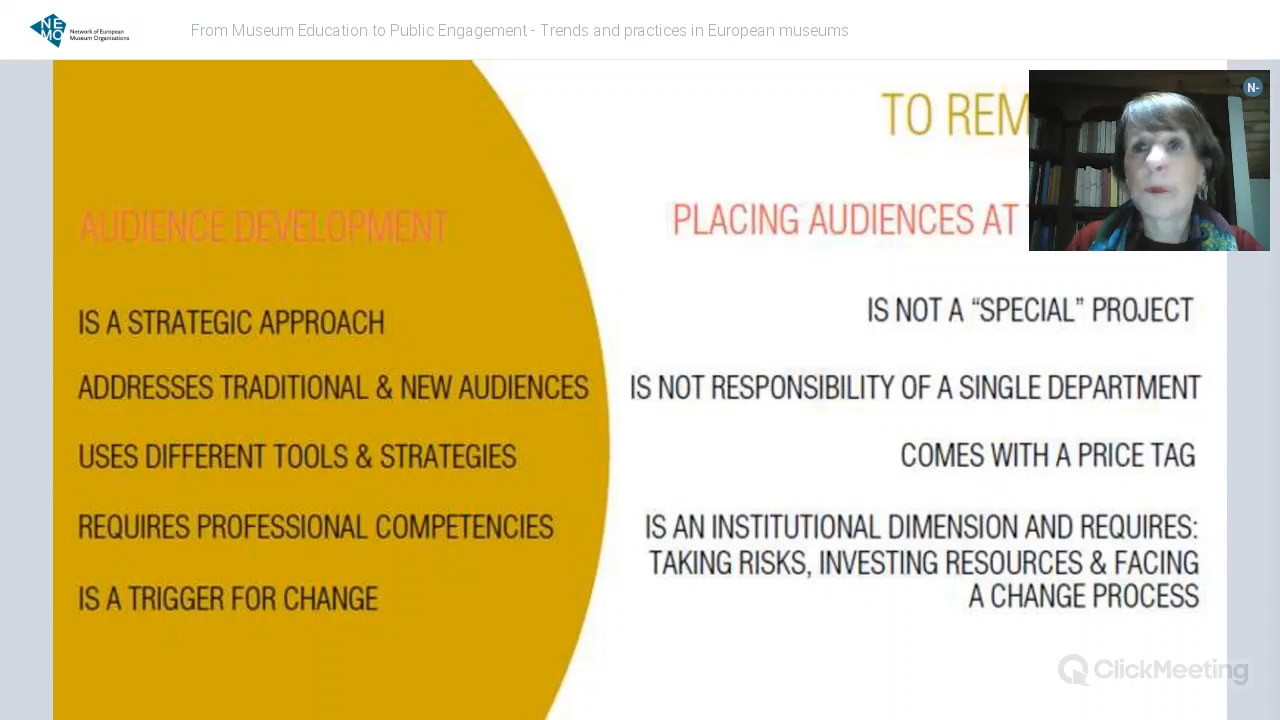 NE
MO
Network of European
Museum Organisations
From Museum Education to Public Engagement - Trends and practices in European museums
N-
TO REM
AUDIENCE DEVELOPMENT
IS A STRATEGIC APPROACH
ADDRESSES TRADITIONAL & NEW AUDIENCES
USES DIFFERENT TOOLS & STRATEGIES
REQUIRES PROFESSIONAL COMPETENCIES
IS A TRIGGER FOR CHANGE
PLACING AUDIENCES AT
IS NOT A “SPECIAL” PROJECT
IS NOT RESPONSIBILITY OF A SINGLE DEPARTMENT
COMES WITH A PRICE TAG
IS AN INSTITUTIONAL DIMENSION AND REQUIRES:
TAKING RISKS, INVESTING RESOURCES & FACING
A CHANGE PROCESS
ClickMeeting